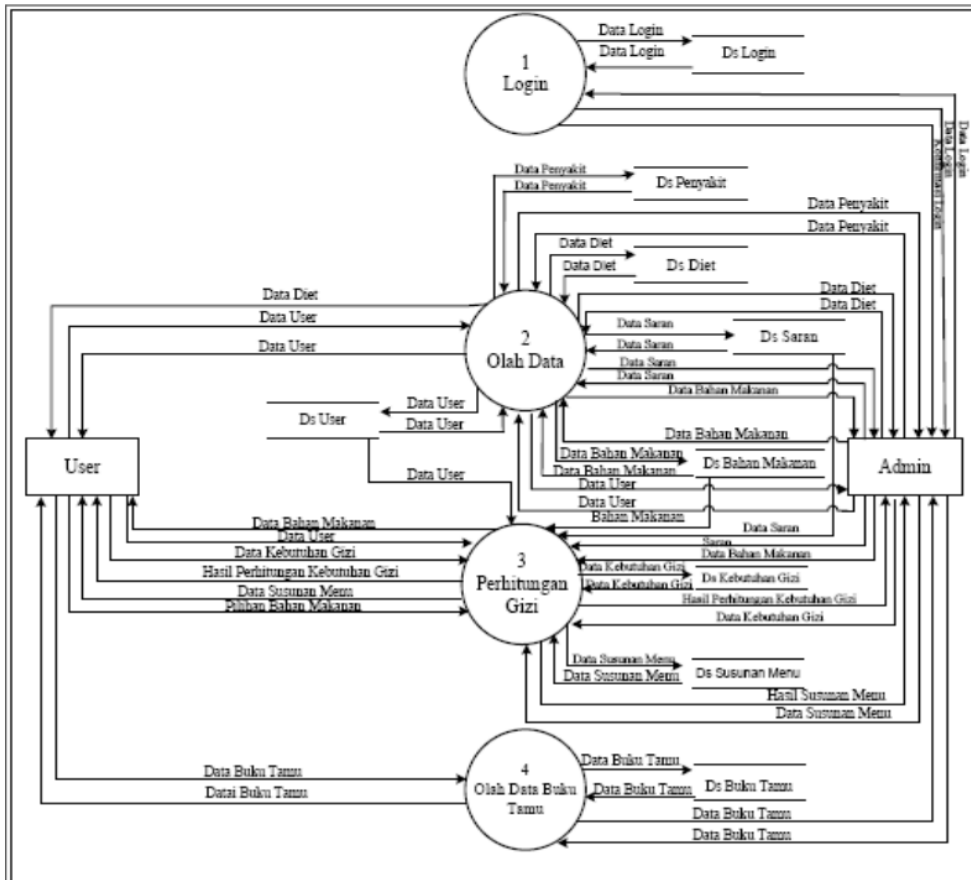 Data Login
Data Login
Ds Login
1
Login
Data Login
Data Login
Konfirmasi Login
Data Penyakit
Data Penyakit
Ds Penyakit
Data Penyakit
Data Penyakit
Data Diet
Data Diet
Ds Diet
Data Diet
Data Diet
Data Diet
Data User
Data User
2
Olah Data
Data Saran
Ds Saran
Data Saran
Data Saran
Data Bahan Makanan
Ds User
Data User
Data User
Data Bahan Makanan
Data Bahan Makanan
Data Bahan Makanan
Ds Bahan Makanan
Data User
Data User
Bahan Makanan
User
Admin
Data User
Data Saran
Saran
Data Bahan Makanan
Data Bahan Makanan
Data User
Data Kebutuhan Gizi
Hasil Perhitungan Kebutuhan Gizi
Data Susunan Menu
Pilihan Bahan Makanan
3
Perhitungan
Gizi
Data Kebutuhan Gizi
Data Kebutuhan Gizi
Ds Kebutuhan Gizi
Hasil Perhitungan Kebutuhan Gizi
Data Kebutuhan Gizi
Data Susunan Menu
Data Susunan Menu
Ds Susunan Menu
Hasil Susunan Menu
Data Susunan Menu
4
Olah Data Buku
Tamu
Data Buku Tamu
Datai Buku Tamu
Data Buku Tamu
Data Buku Tamu
Ds Buku Tamu
Data Buku Tamu
Data Buku Tamu